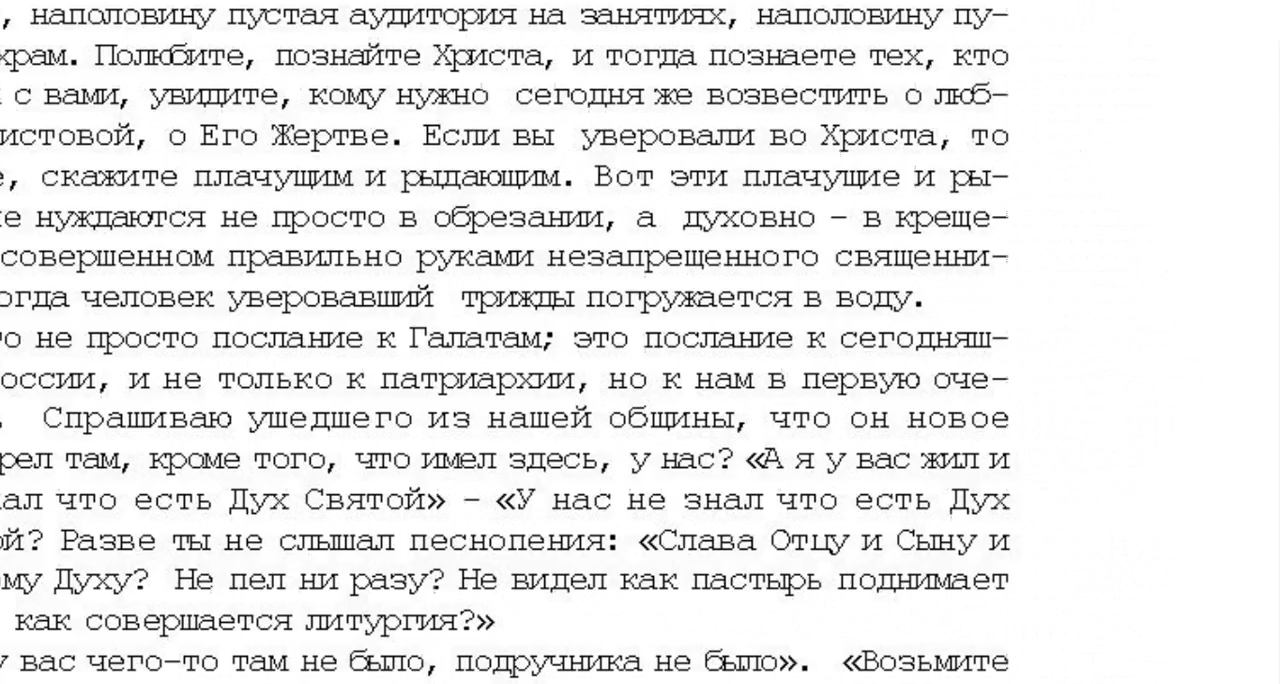 , наполовину пустая аудитория на занятиях, наполовину пу-
храм. Полюбите, познайте Христа, и тогда познаете тех, кто
с вами, увидите, кому нужно сегодня же возвестить о люб-
истовой, о Его Жертве. Если вы уверовали во Христа, то
е, скажите плачущим и рыдающим. Вот эти плачущие и ры-
ие нуждаются не просто в обрезании, а духовно - в креще-
совершенном правильно руками незапрещенного священни-
огда человек уверовавший трижды погружается в воду.
то не просто послание к Галатам; это послание к сегодняш-
оссии, и не только к патриархии, но к нам в первую оче-
. Спрашиваю ушедшего из нашей общины, что он новое
рел там, кроме того, что имел здесь, у нас? «А я у вас жил и
ал что есть Дух Святой» - «У нас не знал что есть Дух
ой? Разве ты не слышал песнопения: «Слава Отцу и Сыну и
ому Духу? Не пел ни разу? Не видел как пастырь поднимает
как совершается литургия?»
у вас чего-то там не было, подручника не было». «Возьмите